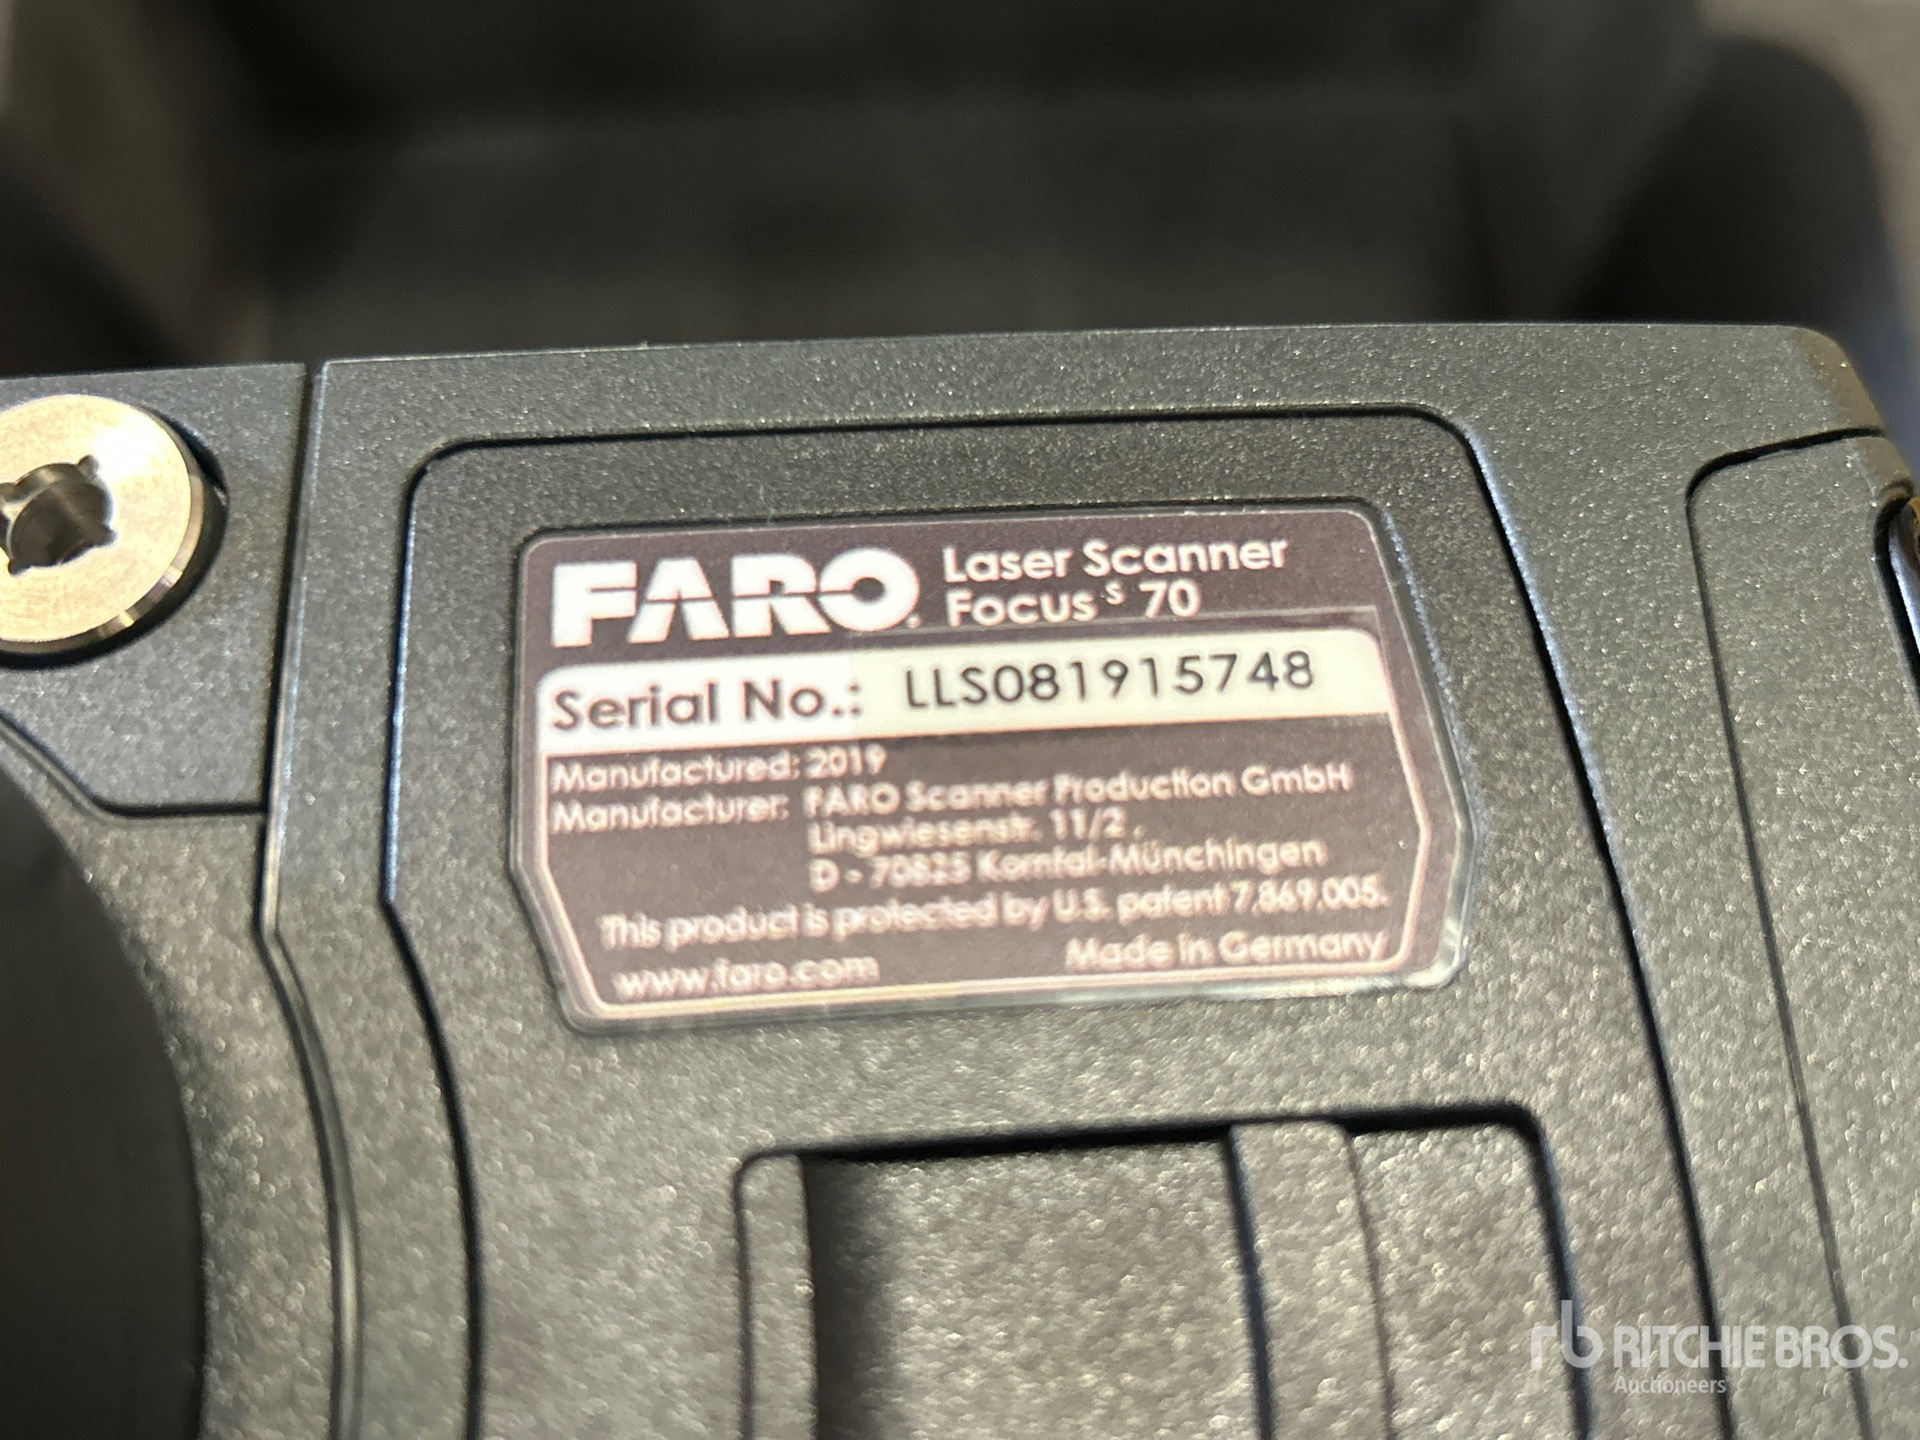 FARO® Laser Scanner
Focus s 70
Serial No.: LLS081915748
Manufactured: 2019
Manufacturer: FARO Scanner Production GmbH
Lingwiesenstr. 11/2
D - 70825 Korntal-Münchingen
This product is protected by U.S. patent 7,869,005.
www.faro.com Made in Germany
rb RITCHIE BROS.
Auctioneers